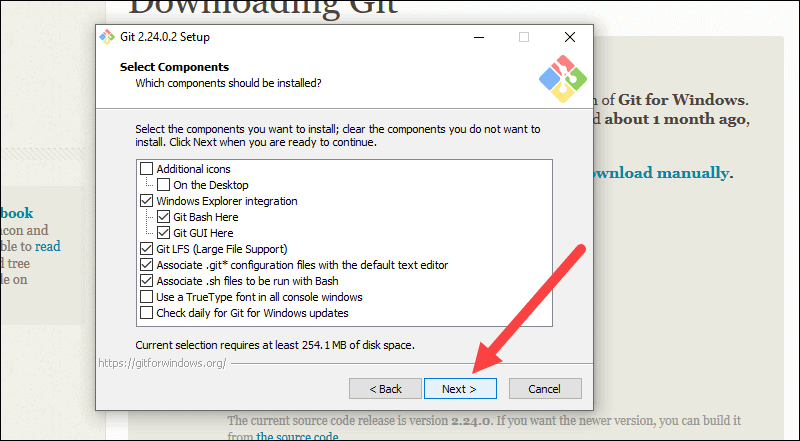 Downloading Git
Git 2.24.0.2 Setup
Select Components
Which components should be installed?
n of Git for Windows.
d about 1 month ago,
Select the components you want to install; clear the components you do not want to
install. Click Next when you are ready to continue.
Additional icons
On the Desktop
ownload manually.
Windows Explorer integration
book
Git Bash Here
acon and
Git GUI Here
ble to read
Git LFS (Large File Support)
d tree
Associate .git* configuration files with the default text editor
le on
Associate .sh files to be run with Bash
Use a TrueType font in all console windows
Check daily for Git for Windows updates
Current selection requires at least 254.1 MB of disk space.
https://gitforwindows.org/
< Back
Next >
Cancel
The current source code release is version 2.24.0. If you want the newer version, you can build it
from the source code.